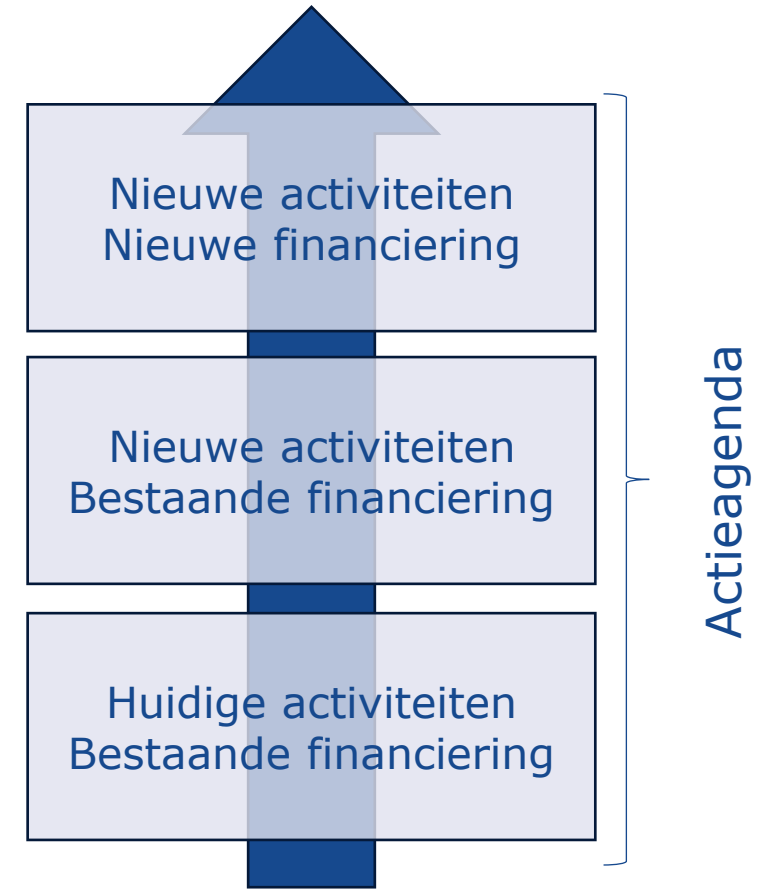 Nieuwe activiteiten
Nieuwe financiering
Nieuwe activiteiten
Bestaande financiering
Huidige activiteiten
Bestaande financiering
Actieagenda